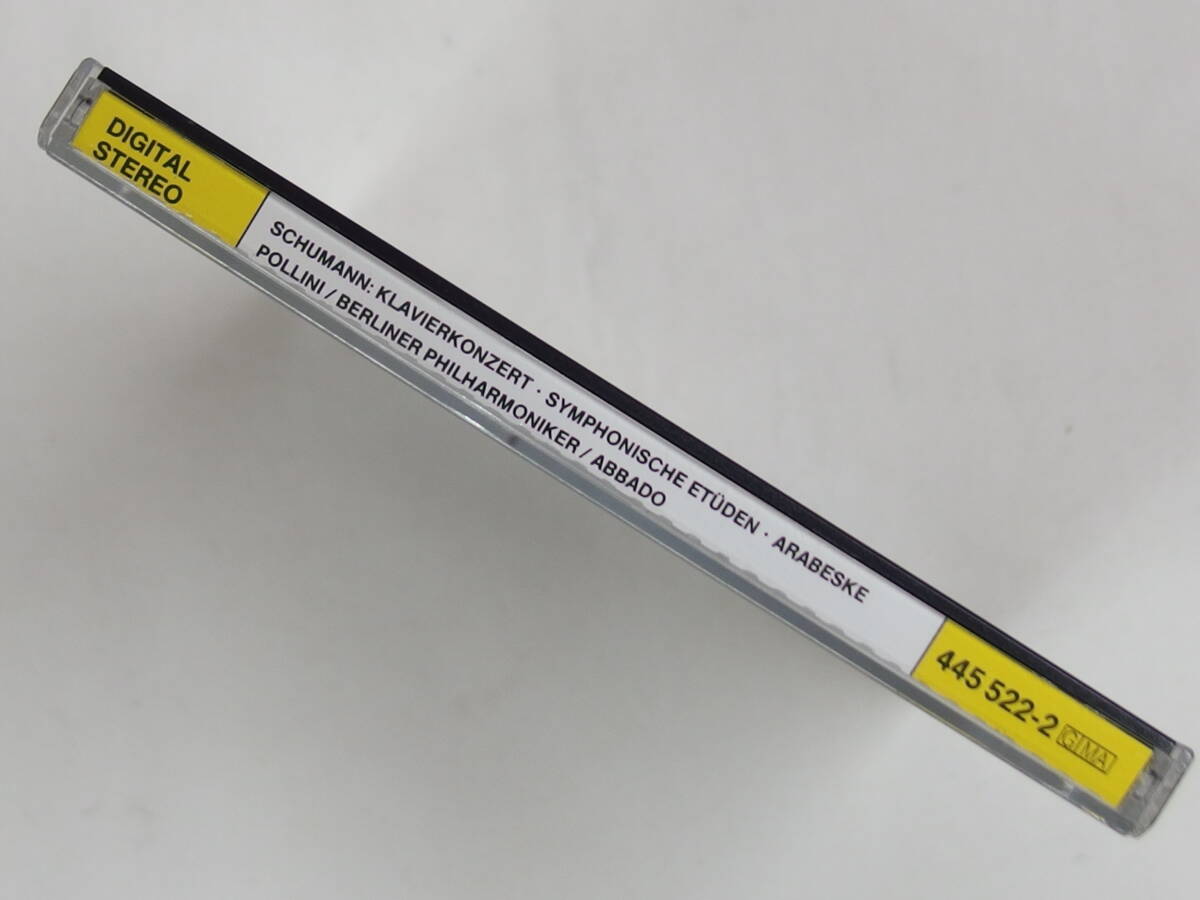 DIGITAL
STEREO
SCHUMANN: KLAVIERKONZERT · SYMPHONISCHE ETÜDEN · ARABESKE
POLLINI / BERLINER PHILHARMONIKER / ABBADO
445 522-2 GIMA